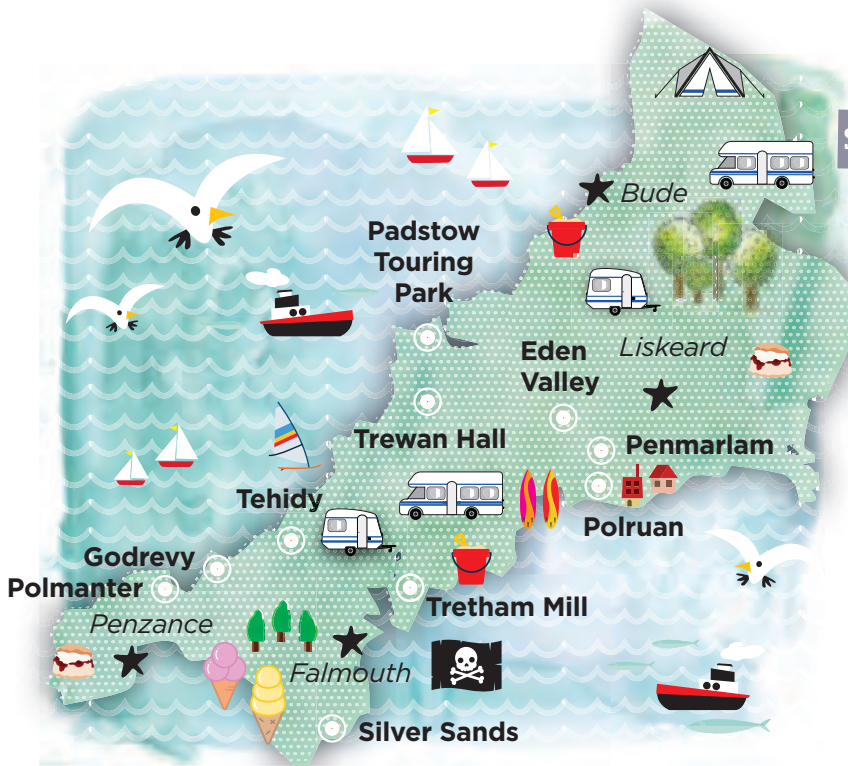 S
Bude
Padstow
Touring
Park
Eden
Valley
Liskeard
Trewan Hall
Penmarlam
Tehidy
Polruan
Godrevy
Polmanter
Tretham Mill
Penzance
Falmouth
Silver Sands